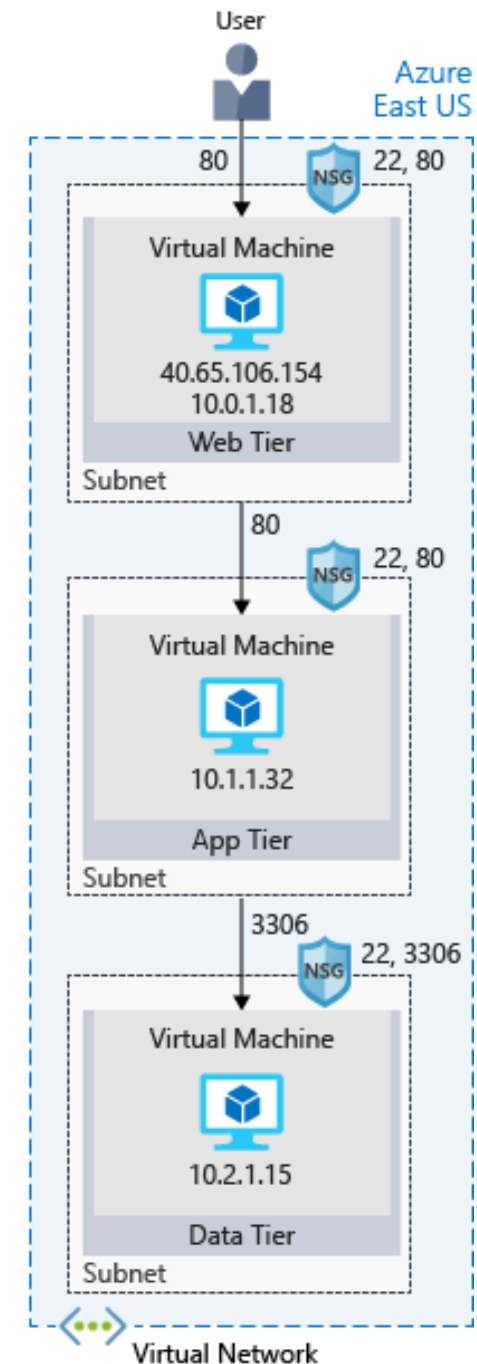 User
Azure
East US
80
NSG
22, 80
Virtual Machine
40.65.106.154
10.0.1.18
Web Tier
Subnet
80
NSG
22, 80
Virtual Machine
10.1.1.32
App Tier
Subnet
3306
NSG
22, 3306
Virtual Machine
10.2.1.15
Data Tier
Subnet
Virtual Network